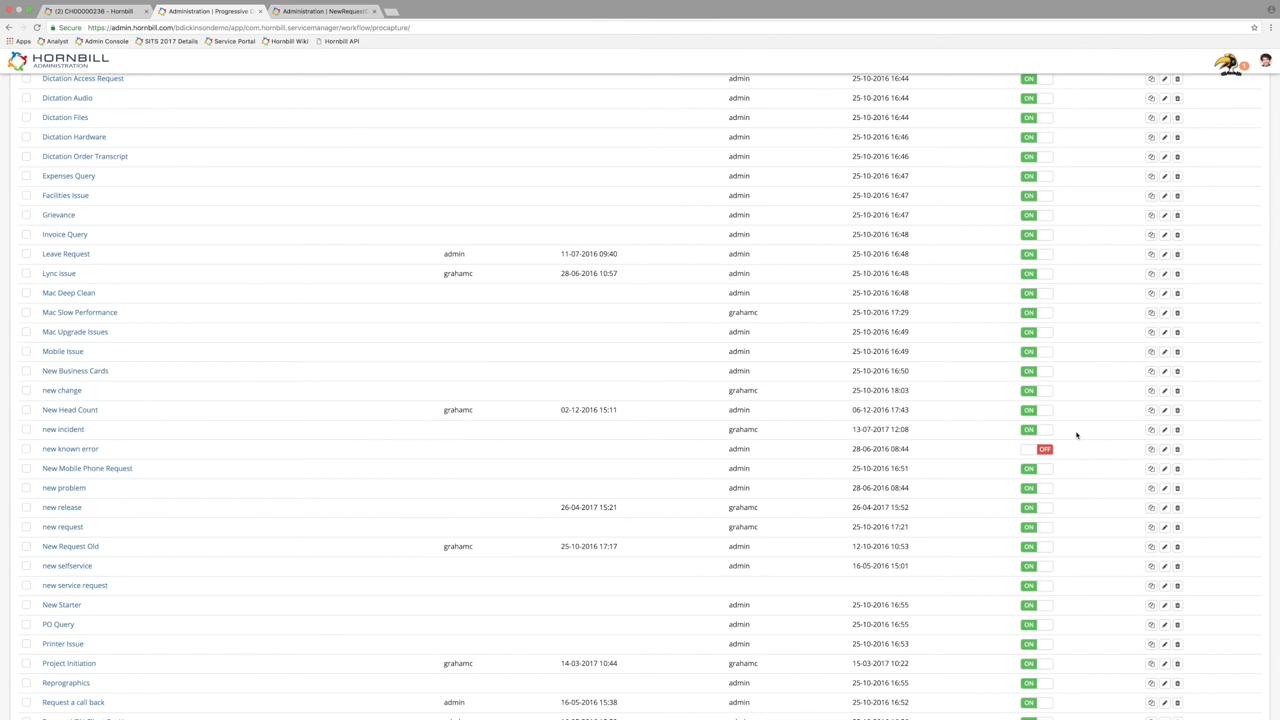 (2) CH00000236 - Hornbill × Administration | Progressive C × Administration | NewRequest ×
Secure https://admin.hornbill.com/bdickinsondemo/app/com.hornbill.servicemanager/workflow/procapture/
Apps Analyst Admin Console SITS 2017 Details Service Portal Hornbill Wiki Hornbill API
HORNBILL
ADMINISTRATION
1
Dictation Access Request admin 25-10-2016 16:44 ON
Dictation Audio admin 25-10-2016 16:44 ON
Dictation Files admin 25-10-2016 16:44 ON
Dictation Hardware admin 25-10-2016 16:46 ON
Dictation Order Transcript admin 25-10-2016 16:46 ON
Expenses Query admin 25-10-2016 16:47 ON
Facilities Issue admin 25-10-2016 16:47 ON
Grievance admin 25-10-2016 16:47 ON
Invoice Query admin 25-10-2016 16:48 ON
Leave Request admin 11-07-2016 09:40 admin 25-10-2016 16:48 ON
Lync Issue grahamc 28-06-2016 10:57 admin 25-10-2016 16:48 ON
Mac Deep Clean admin 25-10-2016 16:48 ON
Mac Slow Performance grahamc 25-10-2016 17:29 ON
Mac Upgrade Issues admin 25-10-2016 16:49 ON
Mobile Issue admin 25-10-2016 16:49 ON
New Business Cards admin 25-10-2016 16:50 ON
new change grahamc 25-10-2016 18:03 ON
New Head Count grahamc 02-12-2016 15:11 admin 06-12-2016 17:43 ON
new incident grahamc 13-07-2017 12:08 ON
new known error admin 28-06-2016 08:44 OFF
New Mobile Phone Request admin 25-10-2016 16:51 ON
new problem admin 28-06-2016 08:44 ON
new release 26-04-2017 15:21 grahamc 26-04-2017 15:52 ON
new request grahamc 25-10-2016 17:21 ON
New Request Old grahamc 25-10-2016 17:17 admin 12-10-2016 10:53 ON
new selfservice admin 16-05-2016 15:01 ON
new service request ON
New Starter admin 25-10-2016 16:55 ON
PO Query admin 25-10-2016 16:55 ON
Printer Issue admin 25-10-2016 16:53 ON
Project Initiation grahamc 14-03-2017 10:44 grahamc 15-03-2017 10:22 ON
Reprographics admin 25-10-2016 16:55 ON
Request a call back admin 16-05-2016 15:38 admin 25-10-2016 16:52 ON